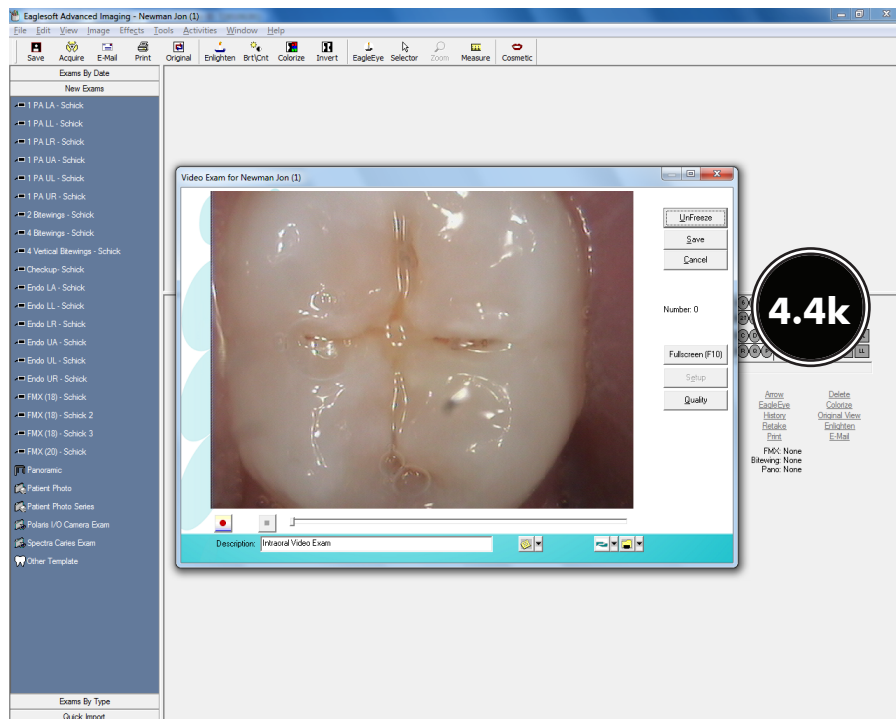 Eaglesoft Advanced Imaging - Newman Jon (1)
File Edit View Image Effects Tools Activities Window Help
Save Acquire E-Mail Print Original Enlighten Brt\Cnt Colorize Invert EagleEye Selector Zoom Measure Cosmetic
Exams By Date
New Exams
1 PA LA - Schick
1 PA LL - Schick
1 PA LR - Schick
1 PA UA - Schick
1 PA UL - Schick
1 PA UR - Schick
2 Bitewings - Schick
4 Bitewings - Schick
4 Vertical Bitewings - Schick
Checkup- Schick
Endo LA - Schick
Endo LL - Schick
Endo LR - Schick
Endo UA - Schick
Endo UL - Schick
Endo UR - Schick
FMX (18) - Schick
FMX (18) - Schick 2
FMX (18) - Schick 3
FMX (20) - Schick
Panoramic
Patient Photo
Patient Photo Series
Polaris I/O Camera Exam
Spectra Caries Exam
Other Template
Exams By Type
Quick Import
Video Exam for Newman Jon (1)
UnFreeze
Save
Cancel
Number: 0
Fullscreen (F10)
Setup
Quality
Description: Intraoral Video Exam
4.4k
LL
Arrow Delete
EagleEye Colorize
History Original View
Retake Enlighten
Print E-Mail
FMX: None
Bitewing: None
Pano: None